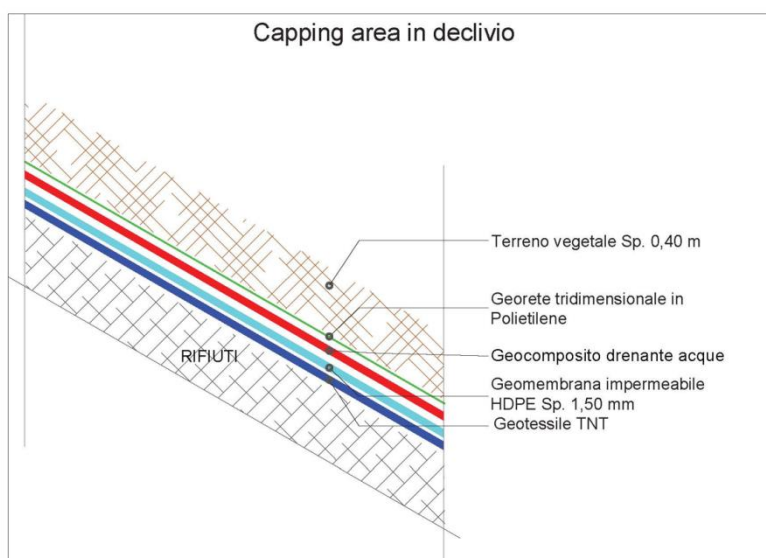 Capping area in declivio
Terreno vegetale Sp. 0,40 m
Georete tridimensionale in
Polietilene
Geocomposito drenante acque
RIFIUTI
Geomembrana impermeabile
HDPE Sp. 1,50 mm
Geotessile TNT